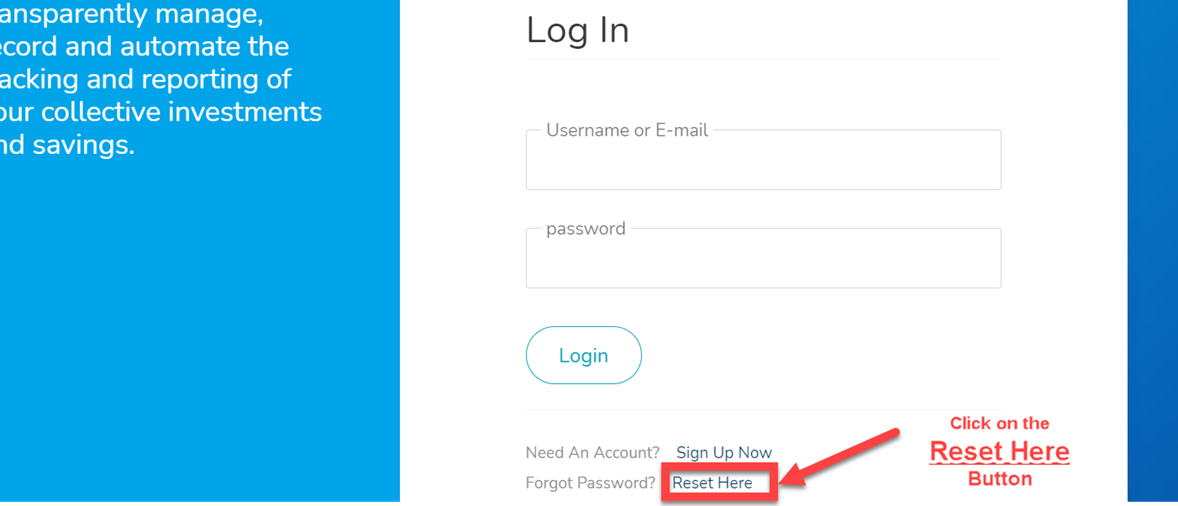 ansparently manage,
ecord and automate the
acking and reporting of
our collective investments
nd savings.
Log In
Username or E-mail
password
Login
Need An Account? Sign Up Now
Forgot Password? Reset Here
Click on the
Reset Here
Button